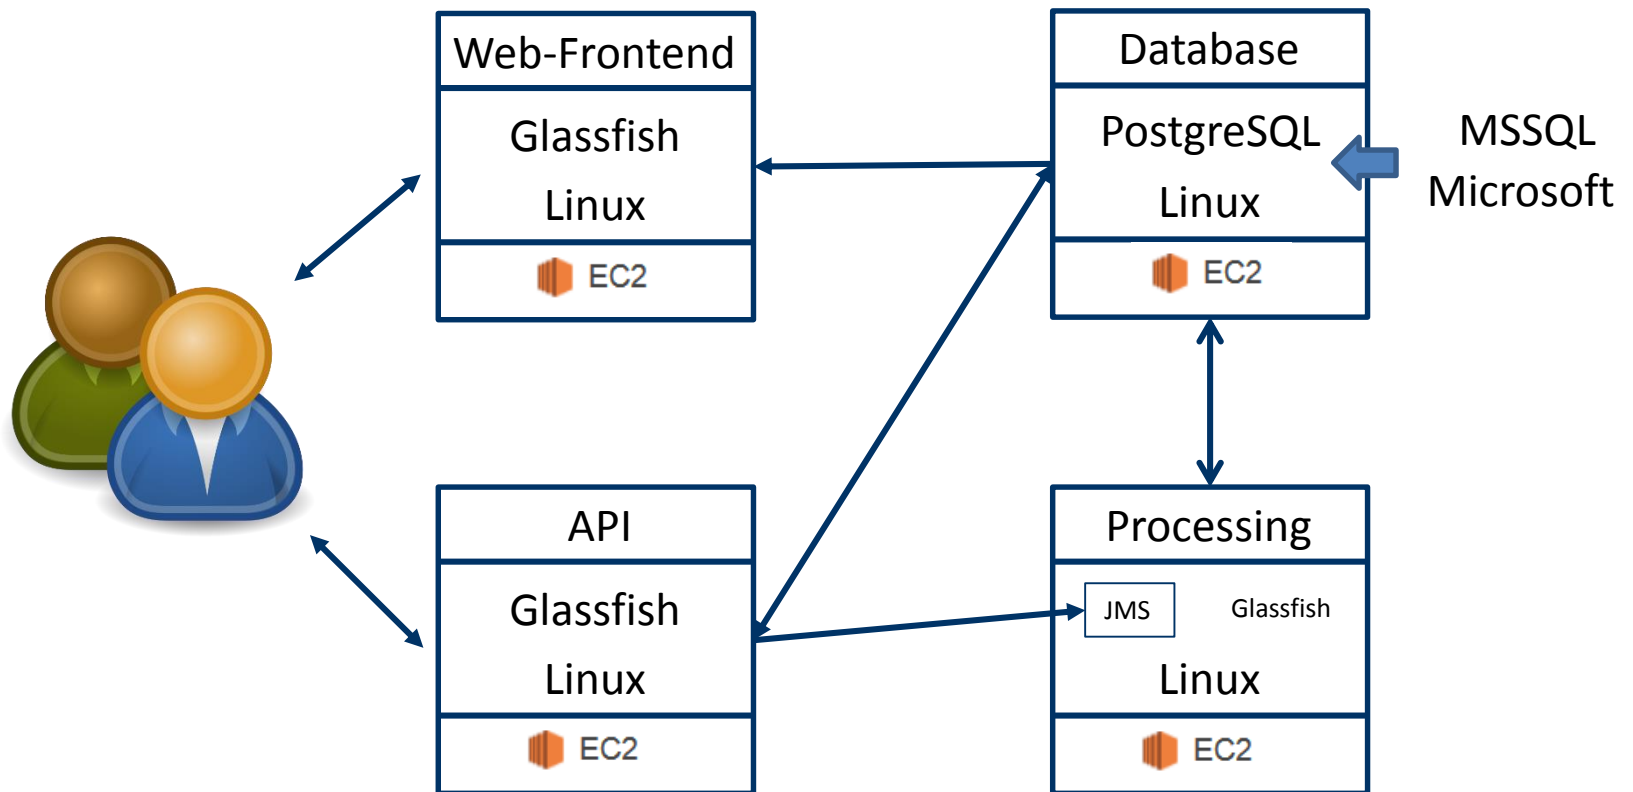 Web-Frontend
Glassfish
Linux
EC2
Database
PostgreSQL
Linux
EC2
MSSQL
Microsoft
API
Glassfish
Linux
EC2
Processing
JMS
Glassfish
Linux
EC2